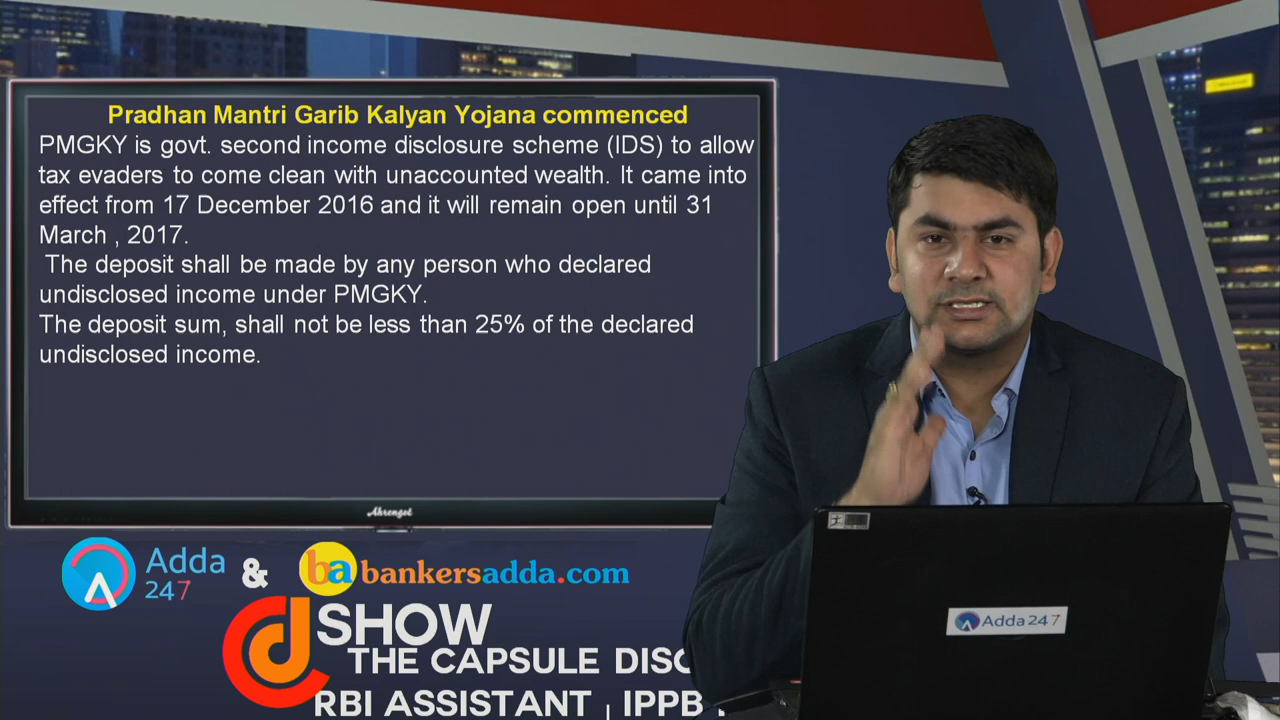 Pradhan Mantri Garib Kalyan Yojana commenced
PMGKY is govt. second income disclosure scheme (IDS) to allow
tax evaders to come clean with unaccounted wealth. It came into
effect from 17 December 2016 and it will remain open until 31
March , 2017.
The deposit shall be made by any person who declared
undisclosed income under PMGKY.
The deposit sum, shall not be less than 25% of the declared
undisclosed income.
Adda
247
&
ba bankersadda.com
cd SHOW
THE CAPSULE DISC
RBI ASSISTANT , IPPB
Adda247